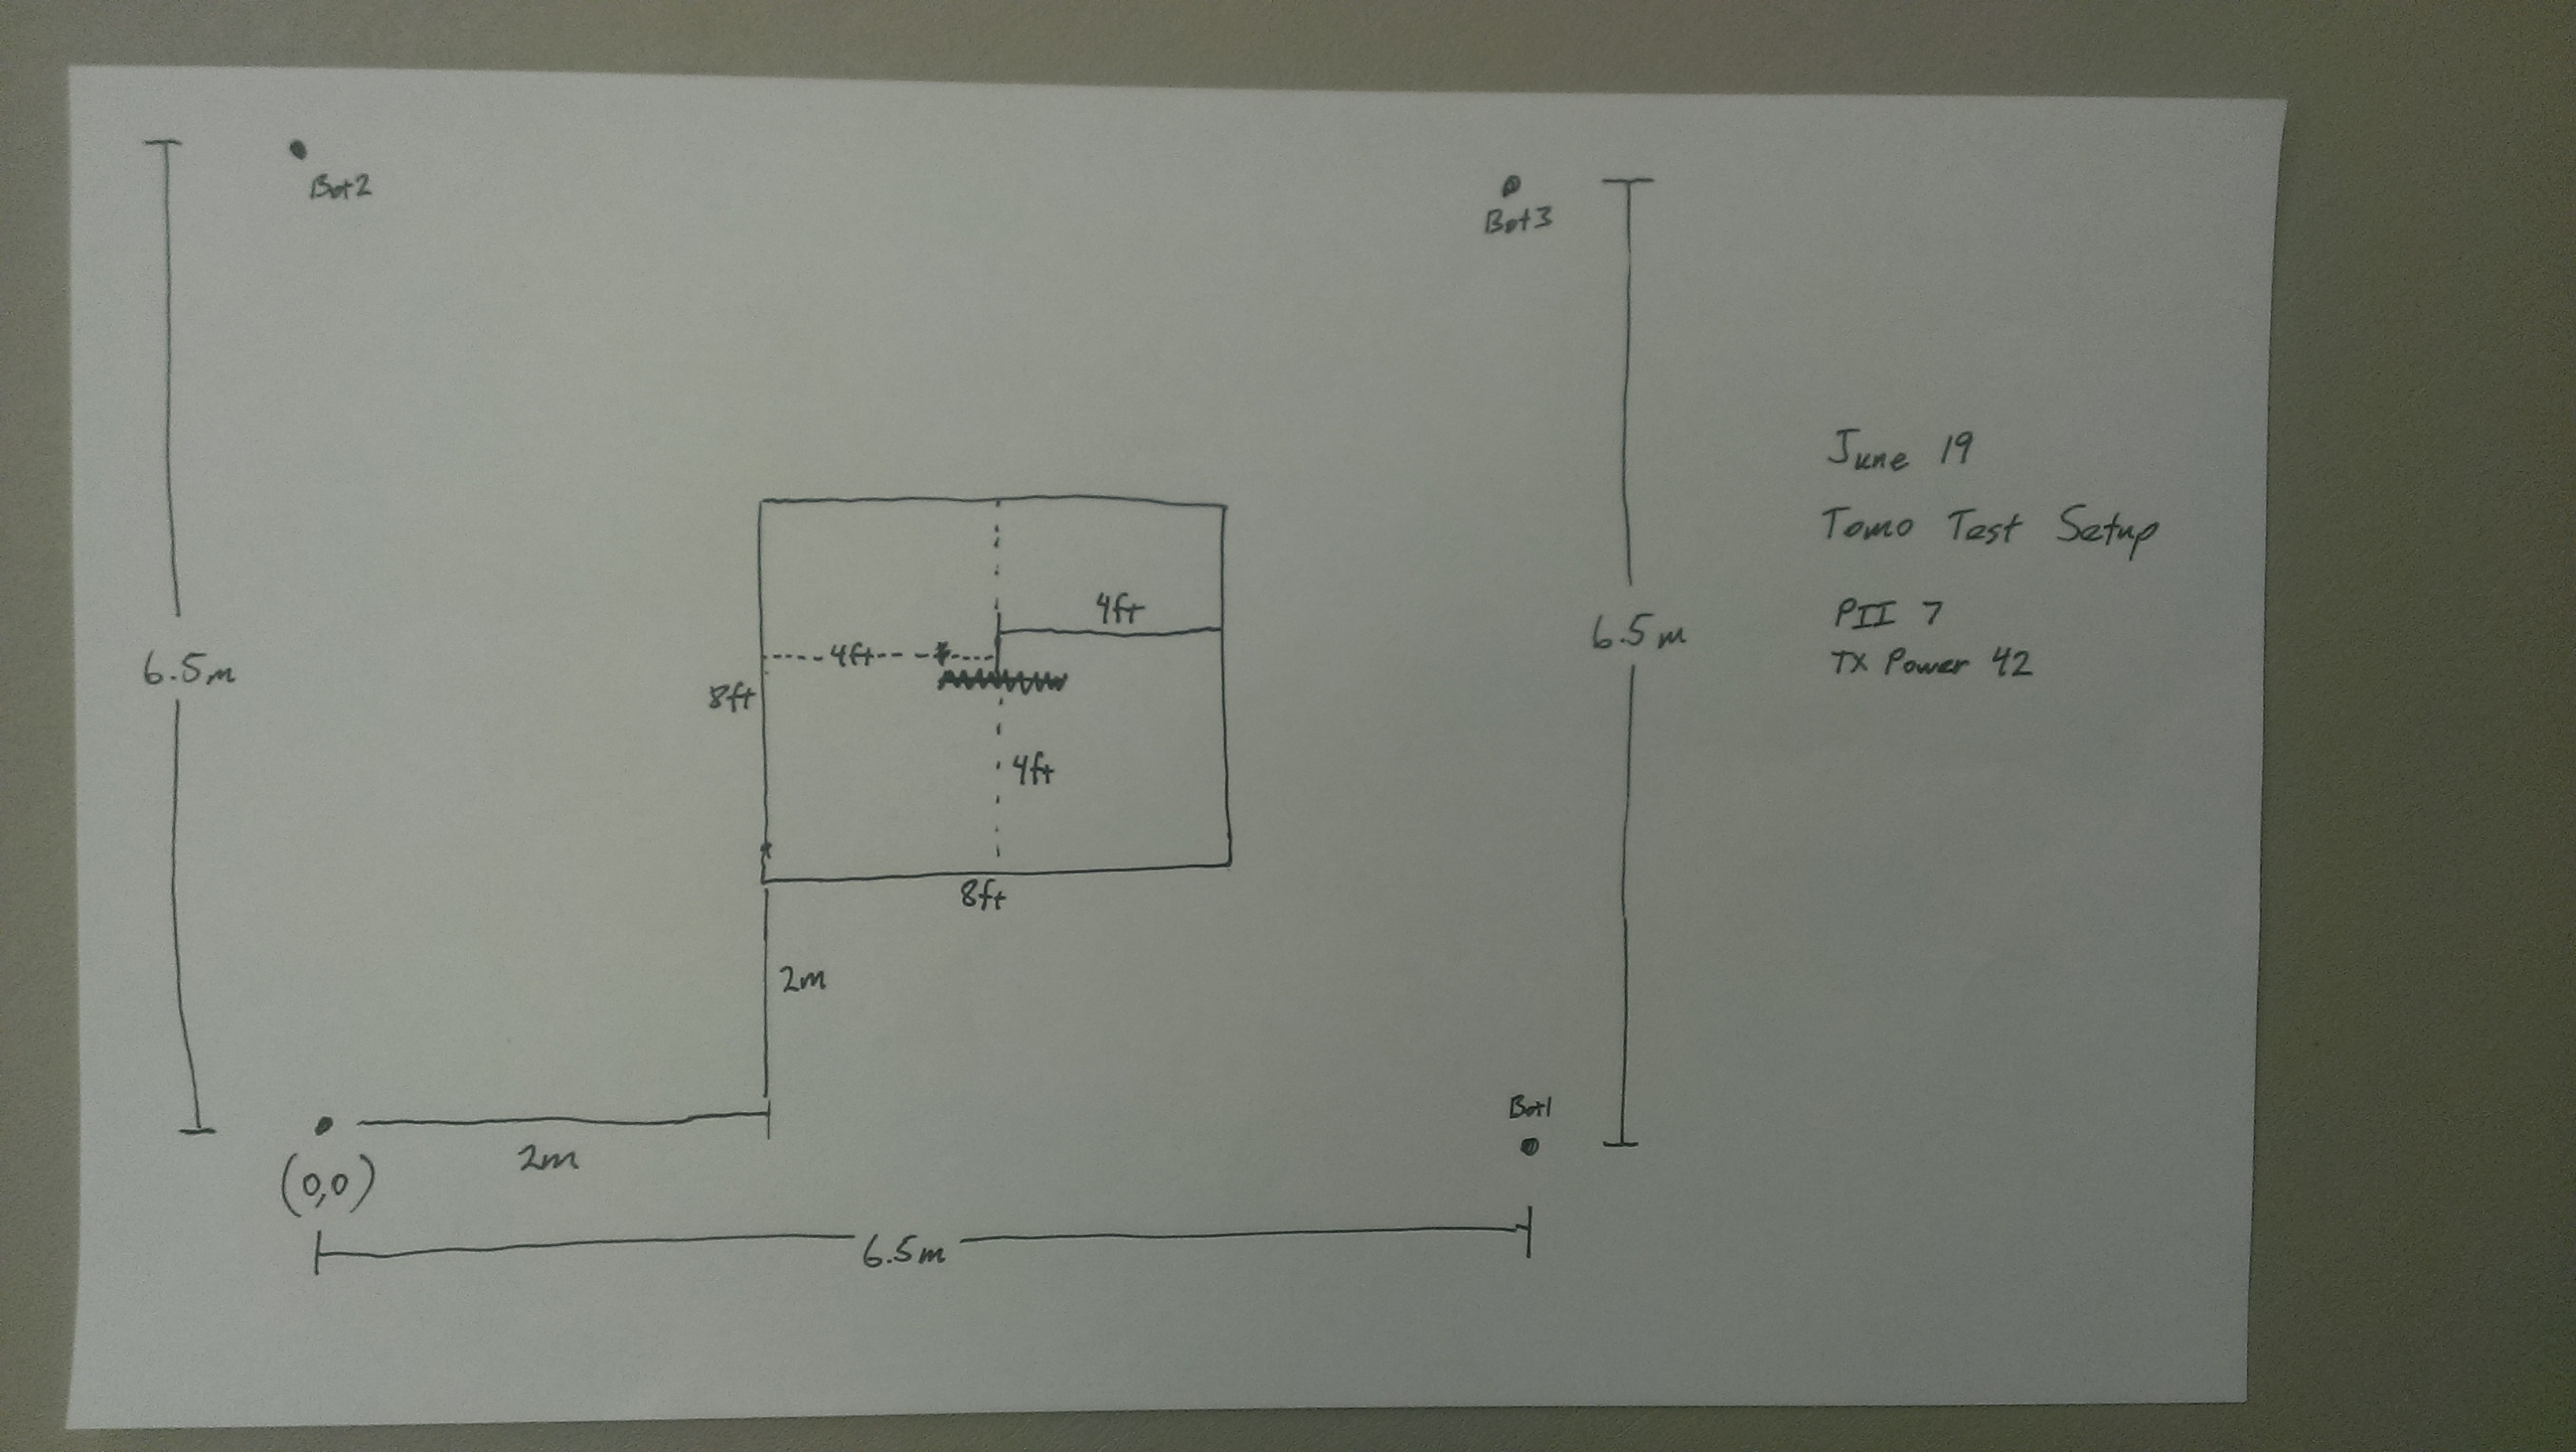 Bot2
Bot3
June 19
Tomo Test Setup
4ft
PII 7
6.5m
6.5m
TX Power 42
4ft
8ft
4ft
8ft
2m
Bot1
2m
(0,0)
6.5m